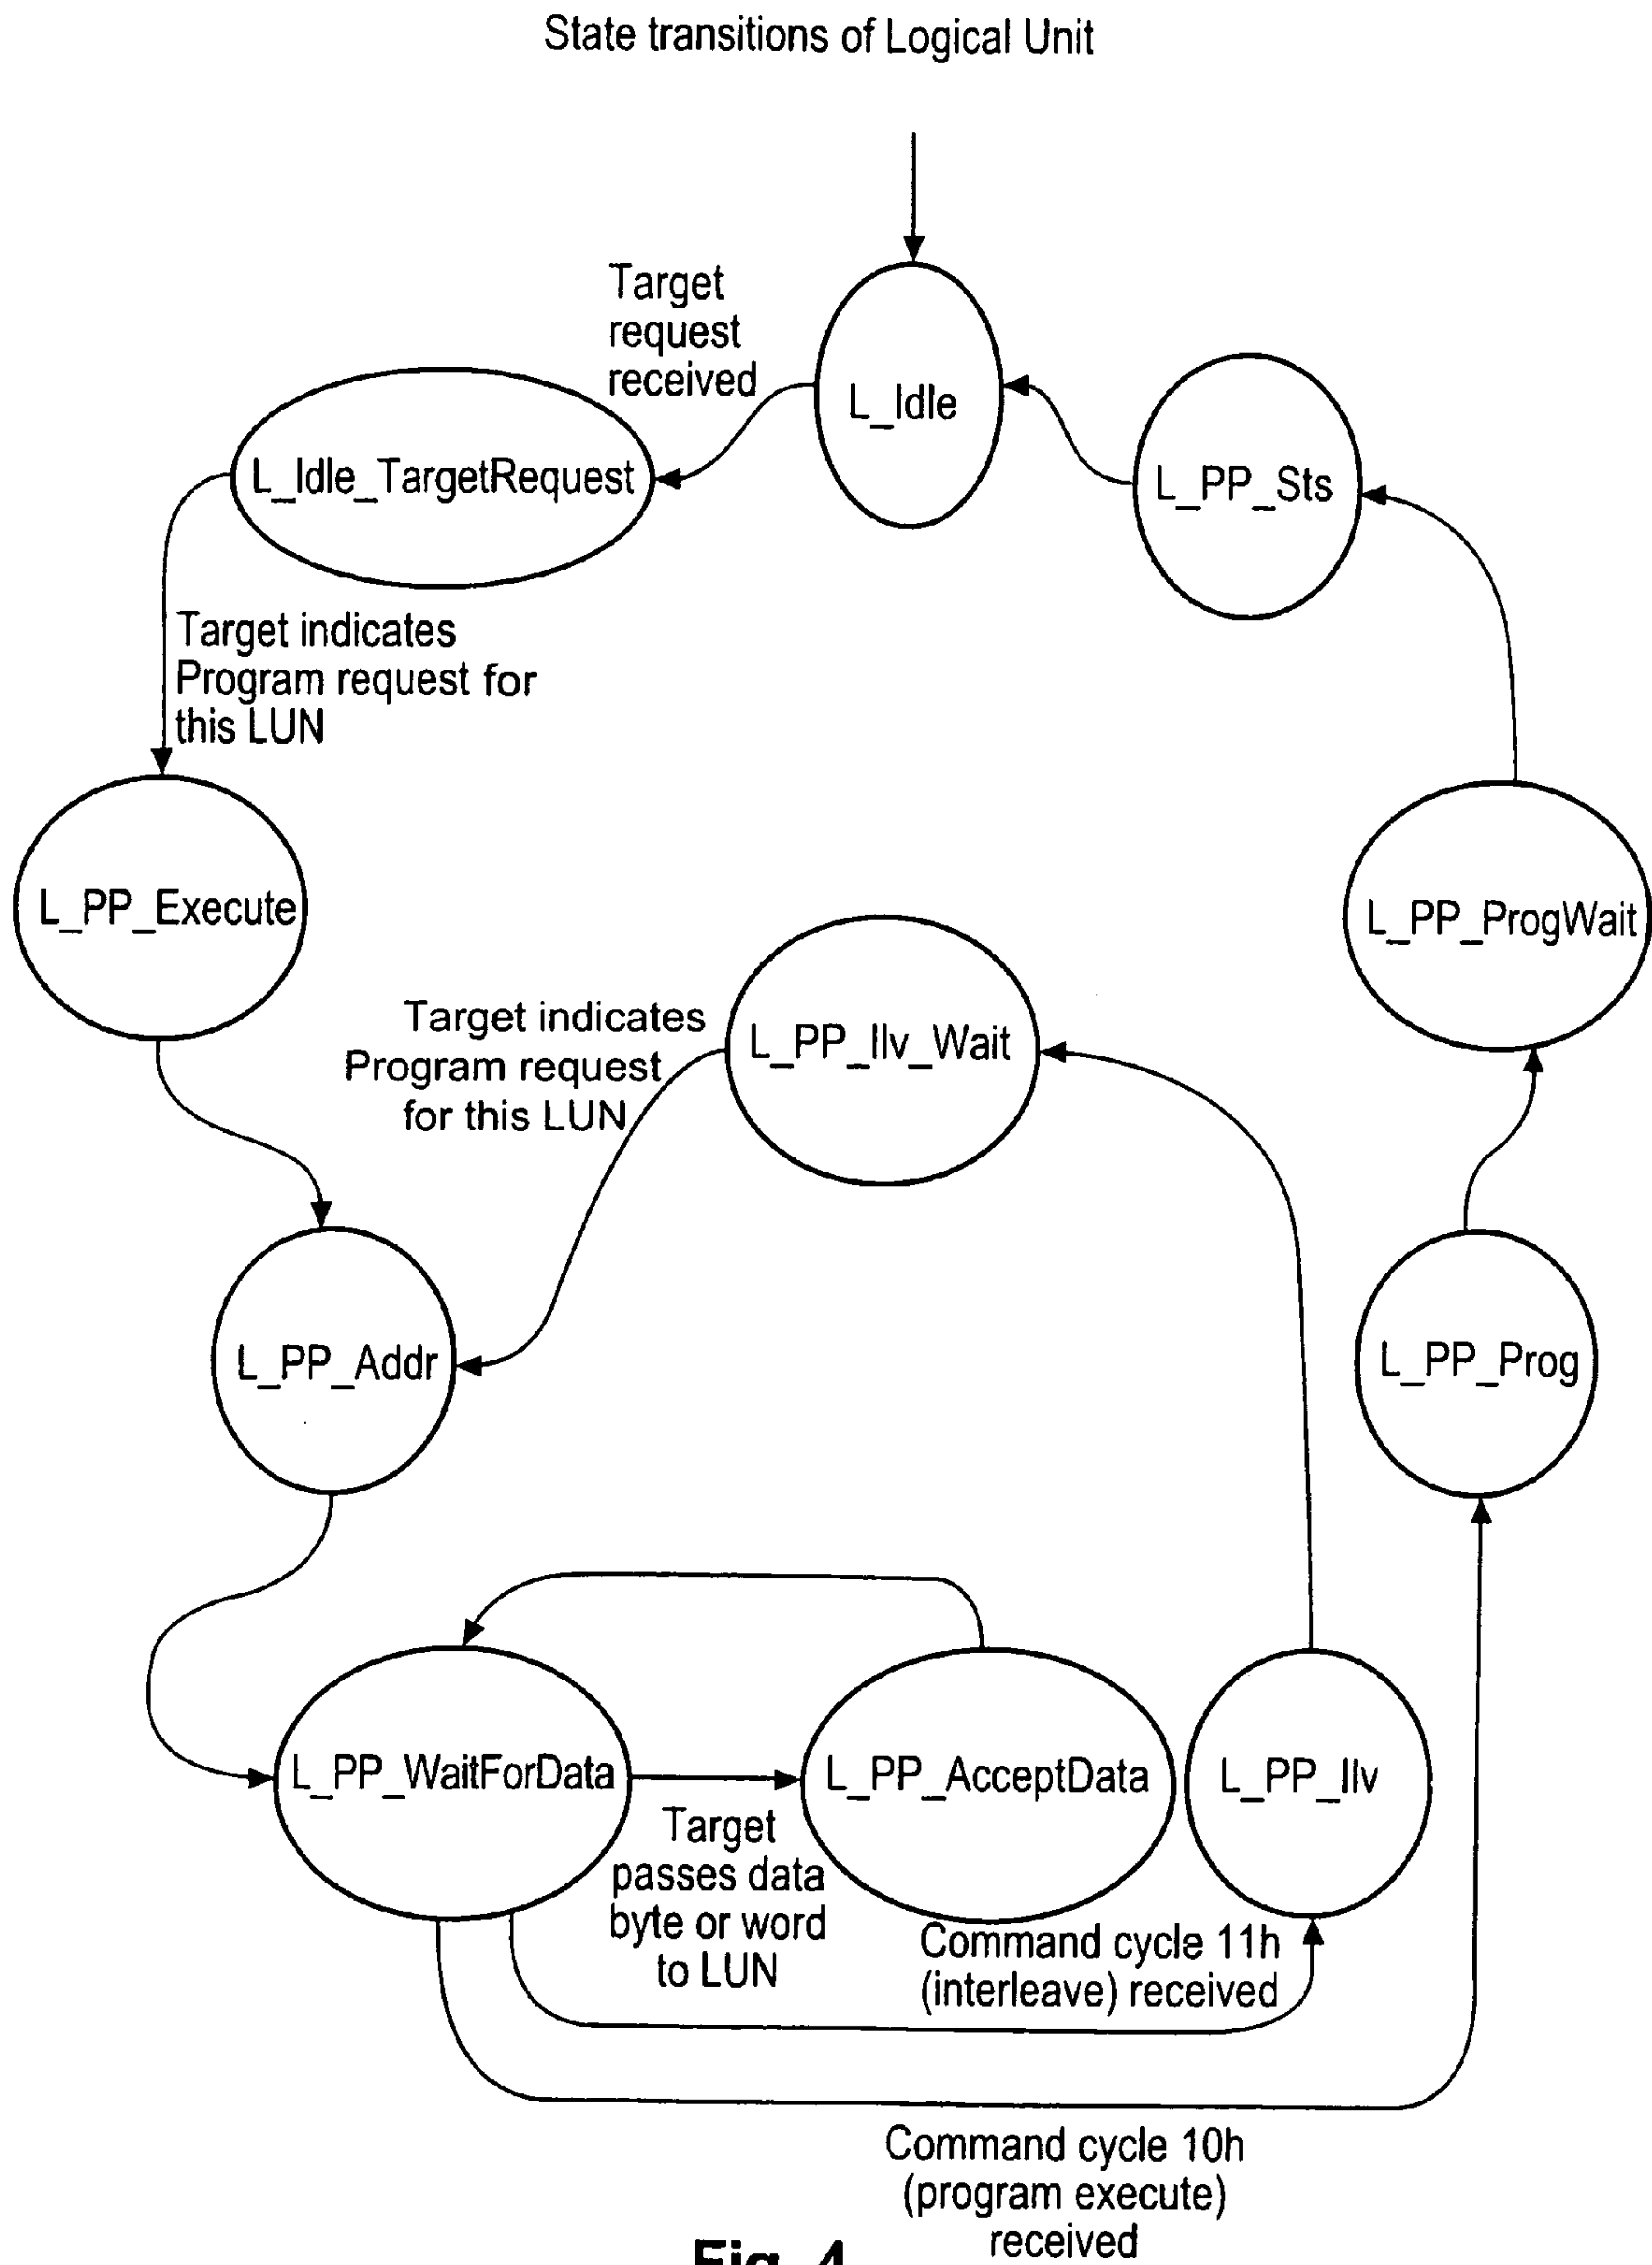 State transitions of Logical Unit
Target
request
received
L_Idle
L_PP_Sts
L_Idle_TargetRequest
Target indicates
Program request for
this LUN
L_PP_Execute
L_PP_ProgWait
Target indicates
Program request
for this LUN
L_PP_Ilv_Wait
L_PP_Addr
L_PP_Prog
L_PP_WaitForData
L_PP_AcceptData
L_PP_Ilv
Target
passes data
byte or word
to LUN
Command cycle 11h
(interleave) received
Command cycle 10h
(program execute)
received
Fig. 4